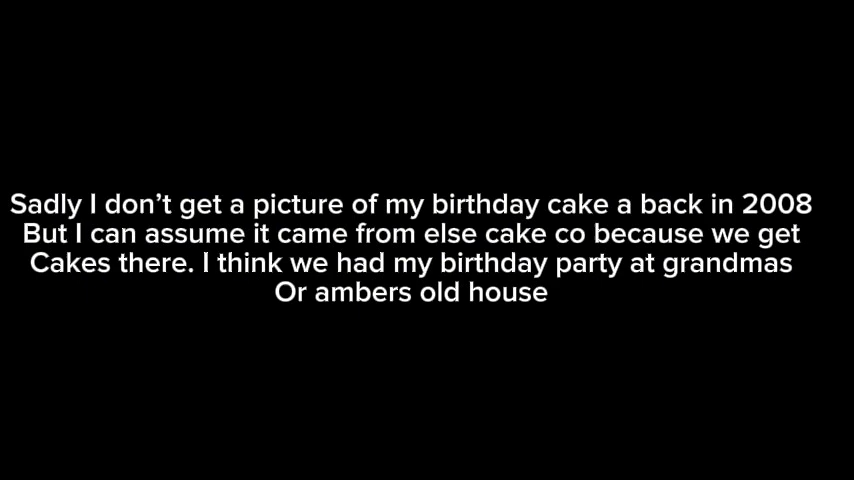 Sadly I don’t get a picture of my birthday cake a back in 2008
But I can assume it came from else cake co because we get
Cakes there. I think we had my birthday party at grandmas
Or ambers old house